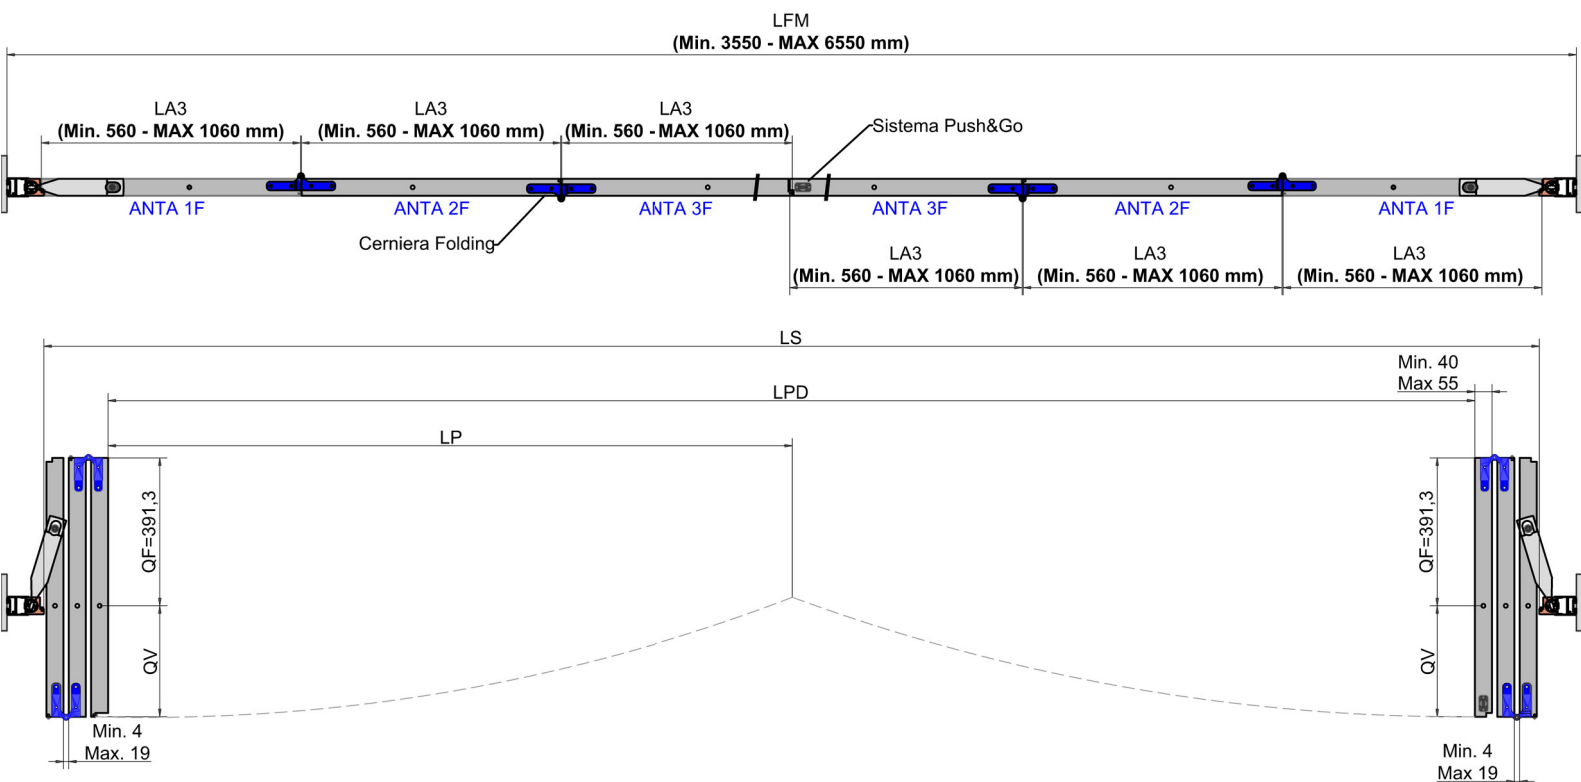 LFM
(Min. 3550 - MAX 6550 mm)
LA3
(Min. 560 - MAX 1060 mm)
LA3
(Min. 560 - MAX 1060 mm)
LA3
(Min. 560 - MAX 1060 mm)
Sistema Push&Go
ANTA 1F
ANTA 2F
ANTA 3F
ANTA 3F
ANTA 2F
ANTA 1F
Cerniera Folding
LA3
(Min. 560 - MAX 1060 mm)
LA3
(Min. 560 - MAX 1060 mm)
LA3
(Min. 560 - MAX 1060 mm)
LS
Min. 40
Max 55
LPD
LP
QF=391,3
QF=391,3
QV
QV
Min. 4
Max. 19
Min. 4
Max 19